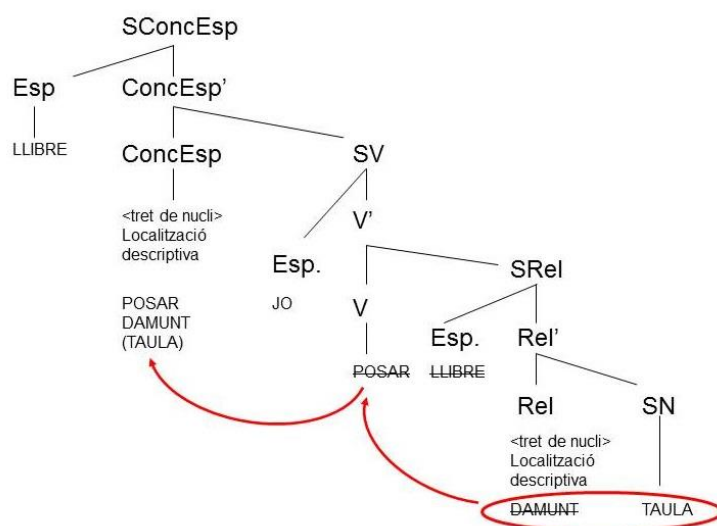 SConcEsp
Esp ConcEsp’
LLIBRE
ConcEsp SV
<tret de nucli>
Localització
descriptiva
V’
Esp. SRel
POSAR
DAMUNT
(TAULA)
JO V
Esp. Rel’
POSAR LLIBRE
Rel SN
<tret de nucli>
Localització
descriptiva
DAMUNT TAULA